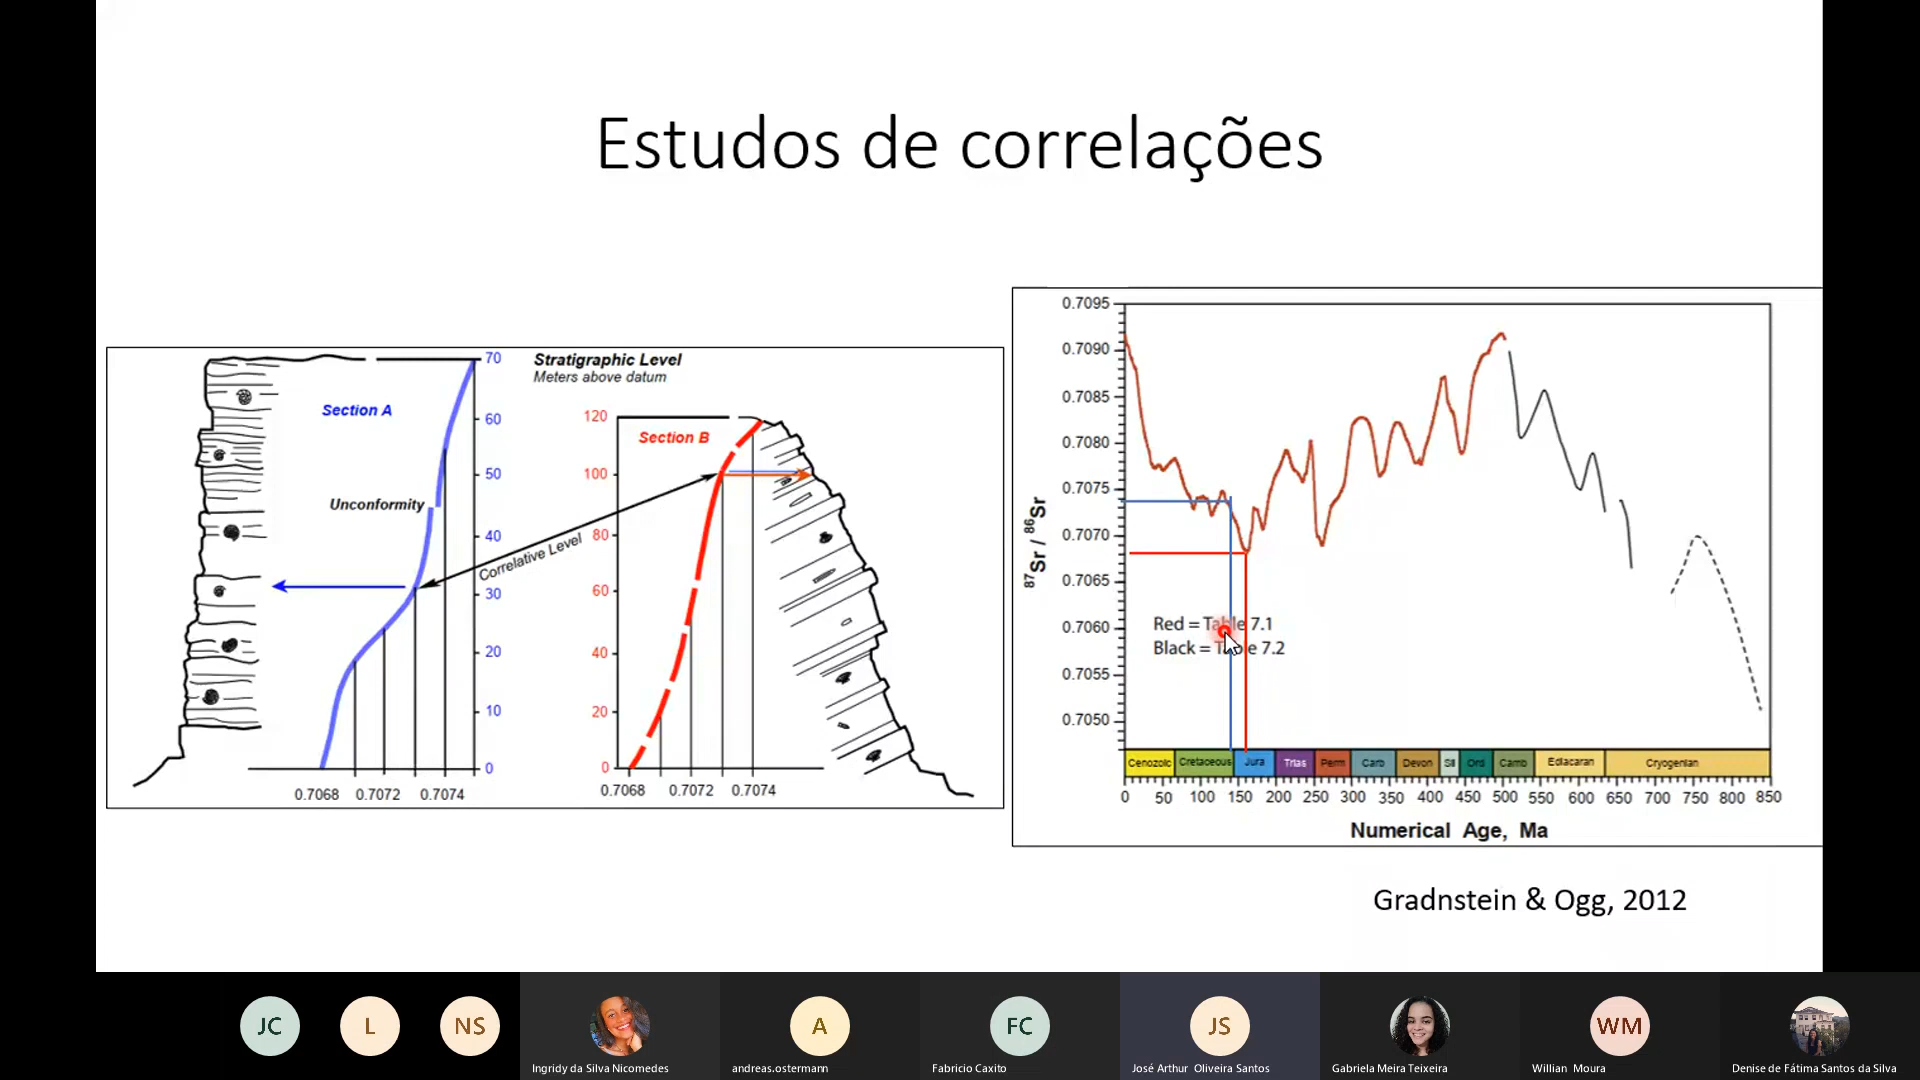 Estudos de correlações
Section A
Unconformity
70
60
50
40
30
20
10
0
0.7068 0.7072 0.7074
Stratigraphic Level
Meters above datum
Correlative Level
Section B
120
100
80
60
40
20
0
0.7068 0.7072 0.7074
87Sr / 86Sr
0.7095
0.7090
0.7085
0.7080
0.7075
0.7070
0.7065
0.7060
0.7055
0.7050
Red = Table 7.1
Black = Table 7.2
Cenozoic Cretaceous Jura Trias Perm Carb Devon Sil Ord Camb Ediacaran Cryogenian
0 50 100 150 200 250 300 350 400 450 500 550 600 650 700 750 800 850
Numerical Age, Ma
Gradnstein & Ogg, 2012
JC L NS A FC JS WM
Ingridy da Silva Nicomedes andreas.ostermann Fabricio Caxito José Arthur Oliveira Santos Gabriela Meira Teixeira Willian Moura Denise de Fátima Santos da Silva